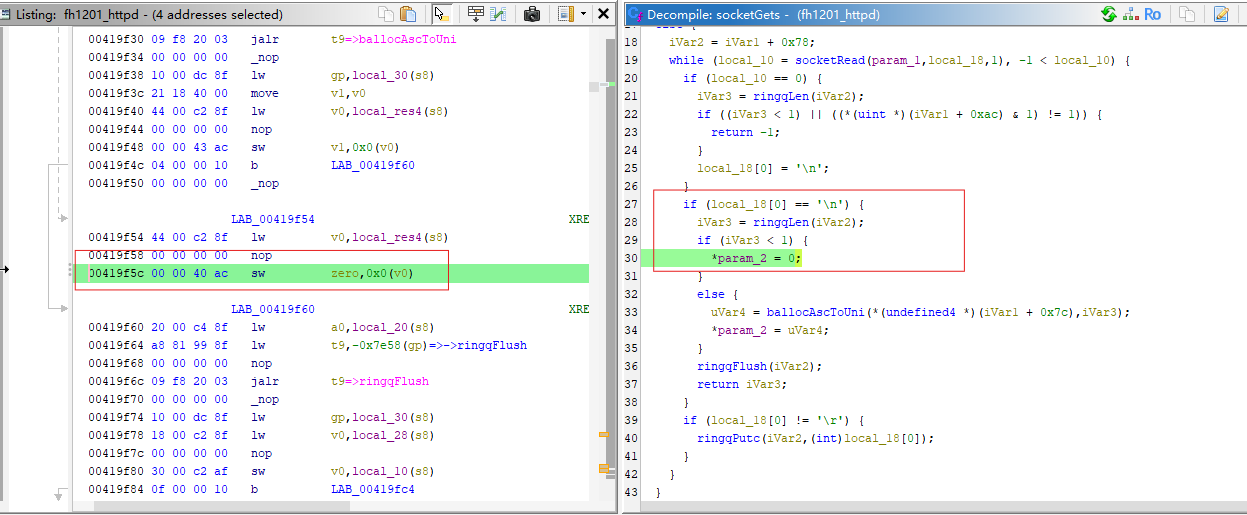 Listing: fh1201_httpd - (4 addresses selected)
00419f30 09 f8 20 03 jalr t9=>ballocAscToUni
00419f34 00 00 00 00 _nop
00419f38 10 00 dc 8f lw gp,local_30(s8)
00419f3c 21 18 40 00 move v1,v0
00419f40 44 00 c2 8f lw v0,local_res4(s8)
00419f44 00 00 00 00 nop
00419f48 00 00 43 ac sw v1,0x0(v0)
00419f4c 04 00 00 10 b LAB_00419f60
00419f50 00 00 00 00 _nop
LAB_00419f54 XRE
00419f54 44 00 c2 8f lw v0,local_res4(s8)
00419f58 00 00 00 00 nop
00419f5c 00 00 40 ac sw zero,0x0(v0)
LAB_00419f60 XRE
00419f60 20 00 c4 8f lw a0,local_20(s8)
00419f64 a8 81 99 8f lw t9,-0x7e58(gp)=>->ringqFlush
00419f68 00 00 00 00 nop
00419f6c 09 f8 20 03 jalr t9=>ringqFlush
00419f70 00 00 00 00 _nop
00419f74 10 00 dc 8f lw gp,local_30(s8)
00419f78 18 00 c2 8f lw v0,local_28(s8)
00419f7c 00 00 00 00 nop
00419f80 30 00 c2 af sw v0,local_10(s8)
00419f84 0f 00 00 10 b LAB_00419fc4
Decompile: socketGets - (fh1201_httpd)
Ro
18 iVar2 = iVar1 + 0x78;
19 while (local_10 = socketRead(param_1,local_18,1), -1 < local_10) {
20 if (local_10 == 0) {
21 iVar3 = ringqLen(iVar2);
22 if ((iVar3 < 1) || ((*(uint *)(iVar1 + 0xac) & 1) != 1)) {
23 return -1;
24 }
25 local_18[0] = '\n';
26 }
27 if (local_18[0] == '\n') {
28 iVar3 = ringqLen(iVar2);
29 if (iVar3 < 1) {
30 *param_2 = 0;
31 }
32 else {
33 uVar4 = ballocAscToUni(*(undefined4 *)(iVar1 + 0x7c),iVar3);
34 *param_2 = uVar4;
35 }
36 ringqFlush(iVar2);
37 return iVar3;
38 }
39 if (local_18[0] != '\r') {
40 ringqPutc(iVar2,(int)local_18[0]);
41 }
42 }
43 }